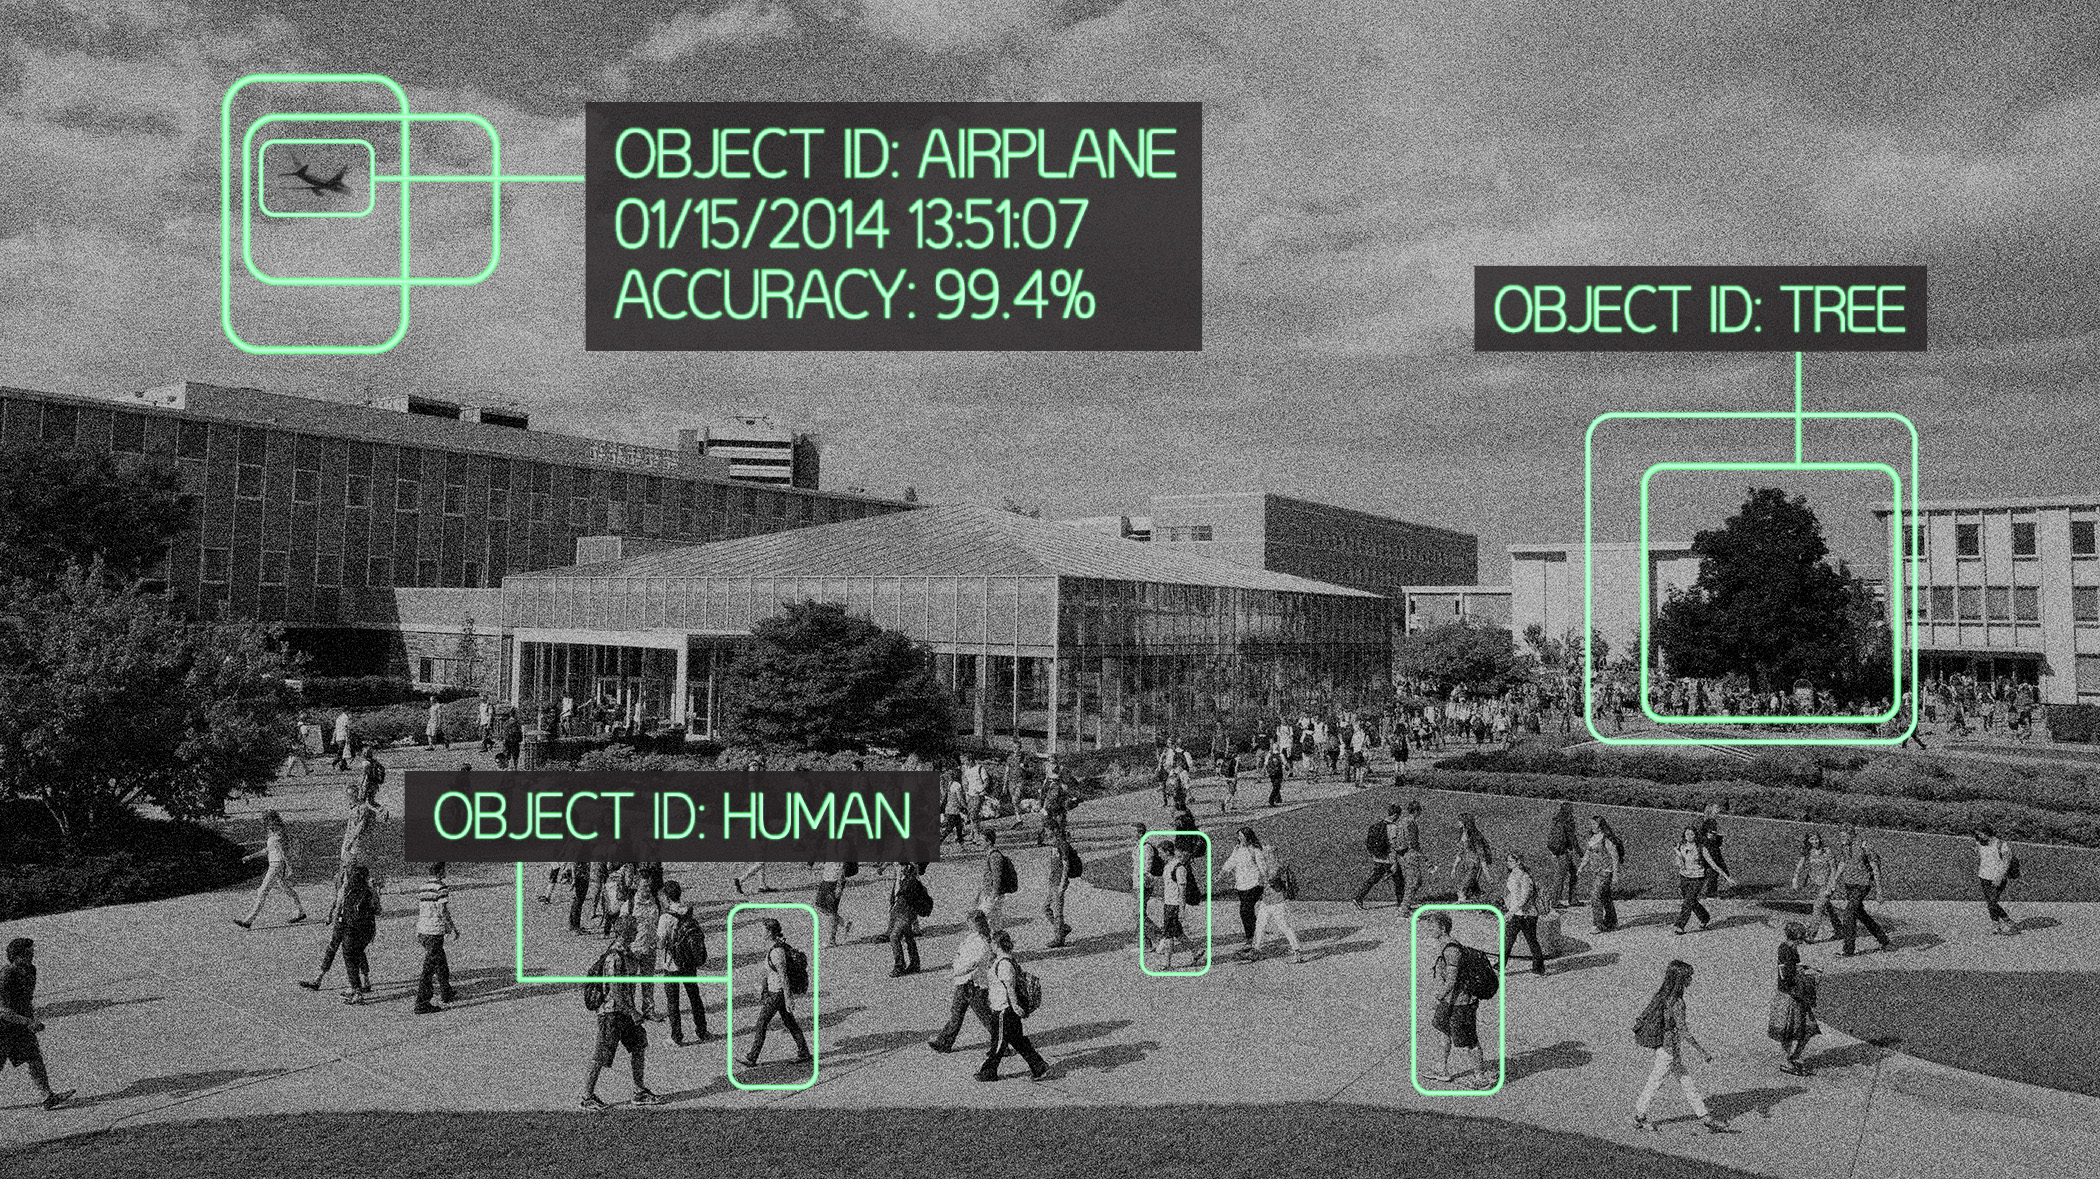 OBJECT ID: AIRPLANE
01/15/2014 13:51:07
ACCURACY: 99.4%
OBJECT ID: TREE
OBJECT ID: HUMAN